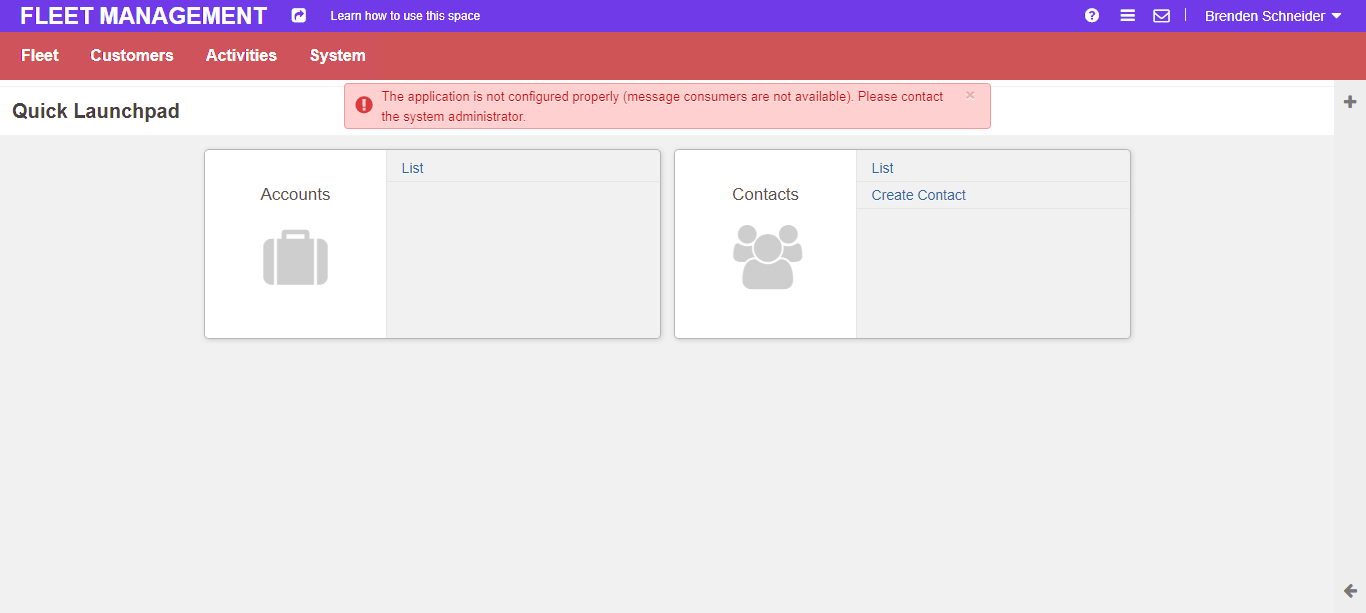 FLEET MANAGEMENT
Learn how to use this space
Brenden Schneider
Fleet
Customers
Activities
System
The application is not configured properly (message consumers are not available). Please contact
the system administrator.
×
Quick Launchpad
Accounts
List
Contacts
List
Create Contact